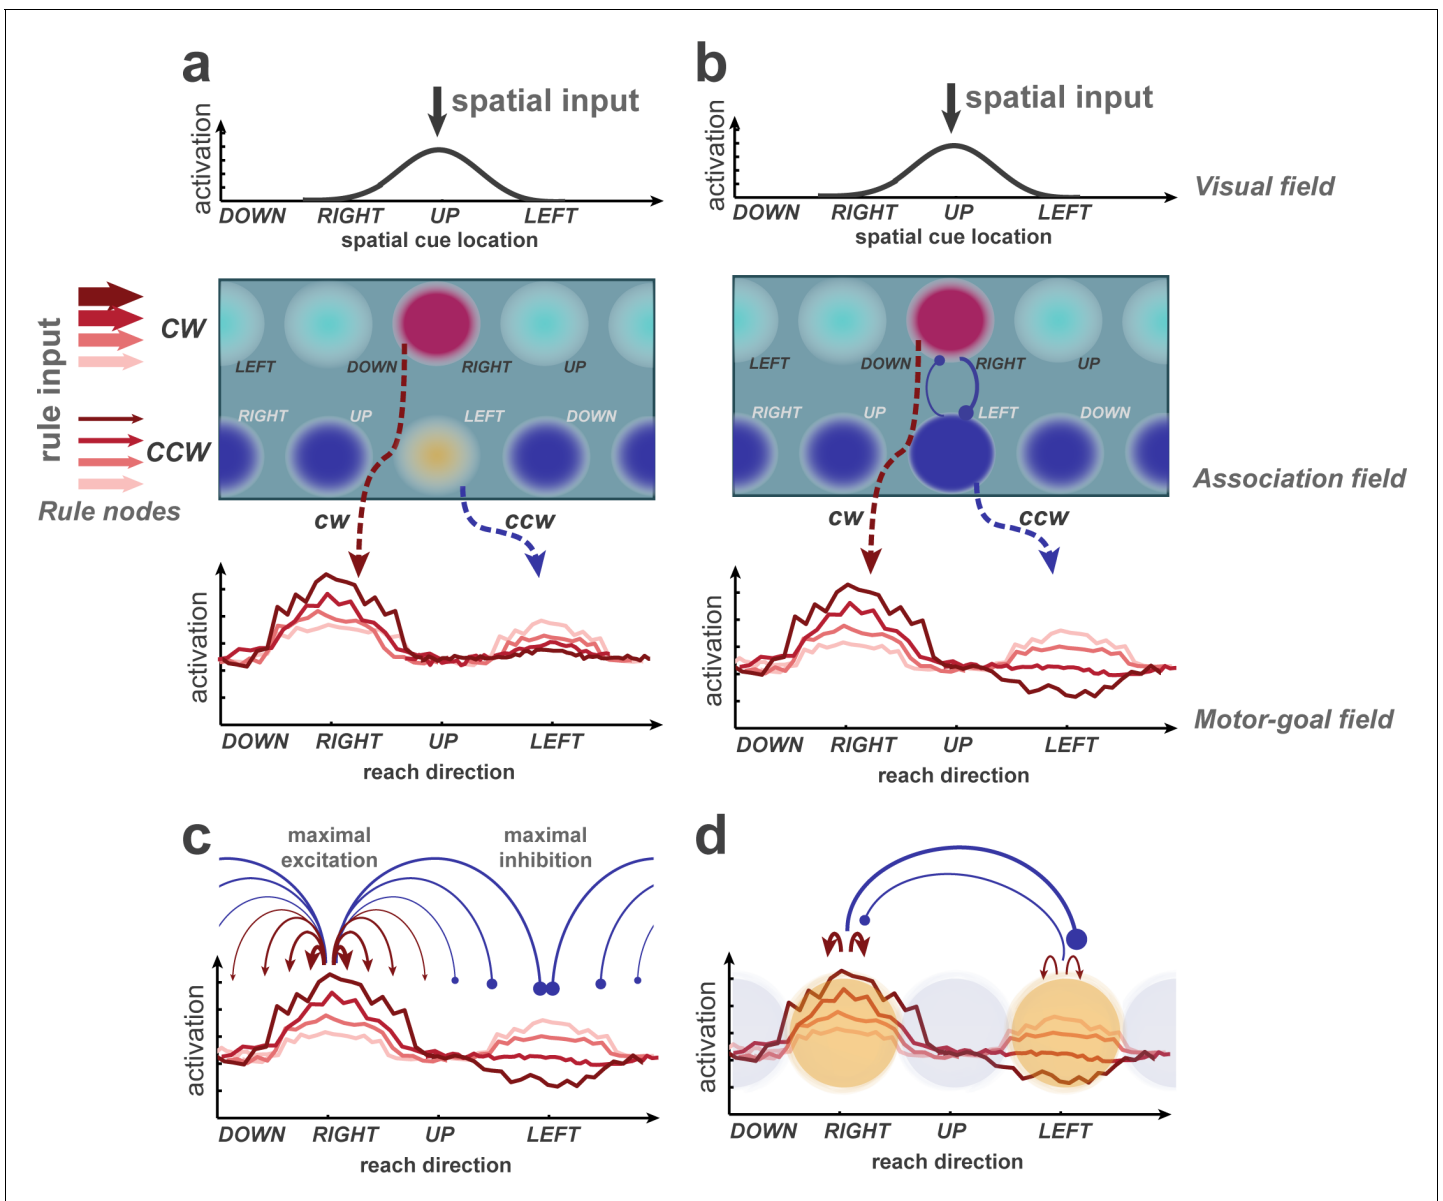 a
spatial input
activation
DOWN RIGHT UP LEFT
spatial cue location
b
spatial input
activation
DOWN RIGHT UP LEFT
spatial cue location
Visual field
rule input
CW
CCW
Rule nodes
LEFT DOWN RIGHT UP
RIGHT UP LEFT DOWN
LEFT DOWN RIGHT UP
RIGHT UP LEFT DOWN
Association field
CW CCW
CW CCW
activation
DOWN RIGHT UP LEFT
reach direction
activation
DOWN RIGHT UP LEFT
reach direction
Motor-goal field
c
maximal
excitation
maximal
inhibition
activation
DOWN RIGHT UP LEFT
reach direction
d
activation
DOWN RIGHT UP LEFT
reach direction